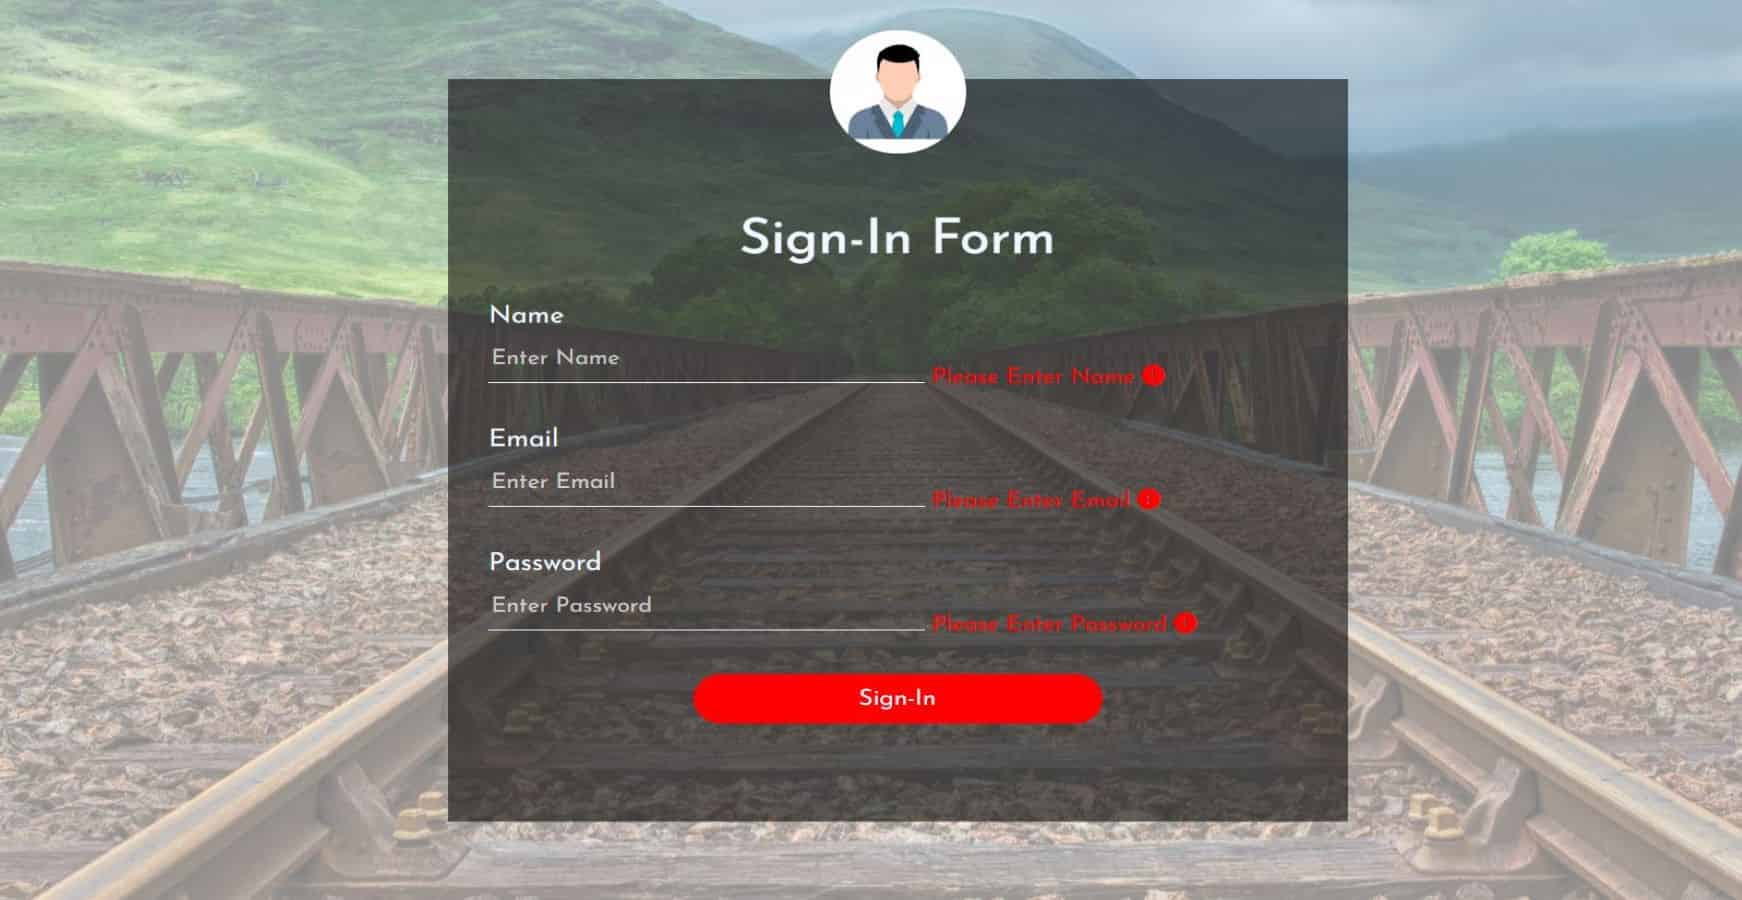 Sign-In Form
Name
Enter Name
Please Enter Name
Email
Enter Email
Please Enter Email
Password
Enter Password
Please Enter Password
Sign-In